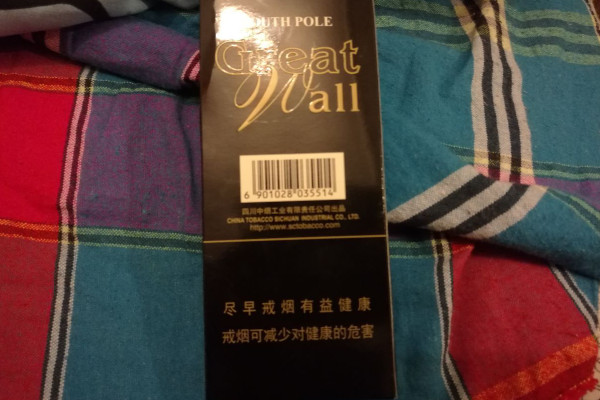 SOUTH POLE
Great
Wall
6 901028 035514
四川中烟工业有限责任公司出品
CHINA TOBACCO SICHUAN INDUSTRIAL CO., LTD.
http://www.sctobacco.com
尽早戒烟有益健康
戒烟可减少对健康的危害